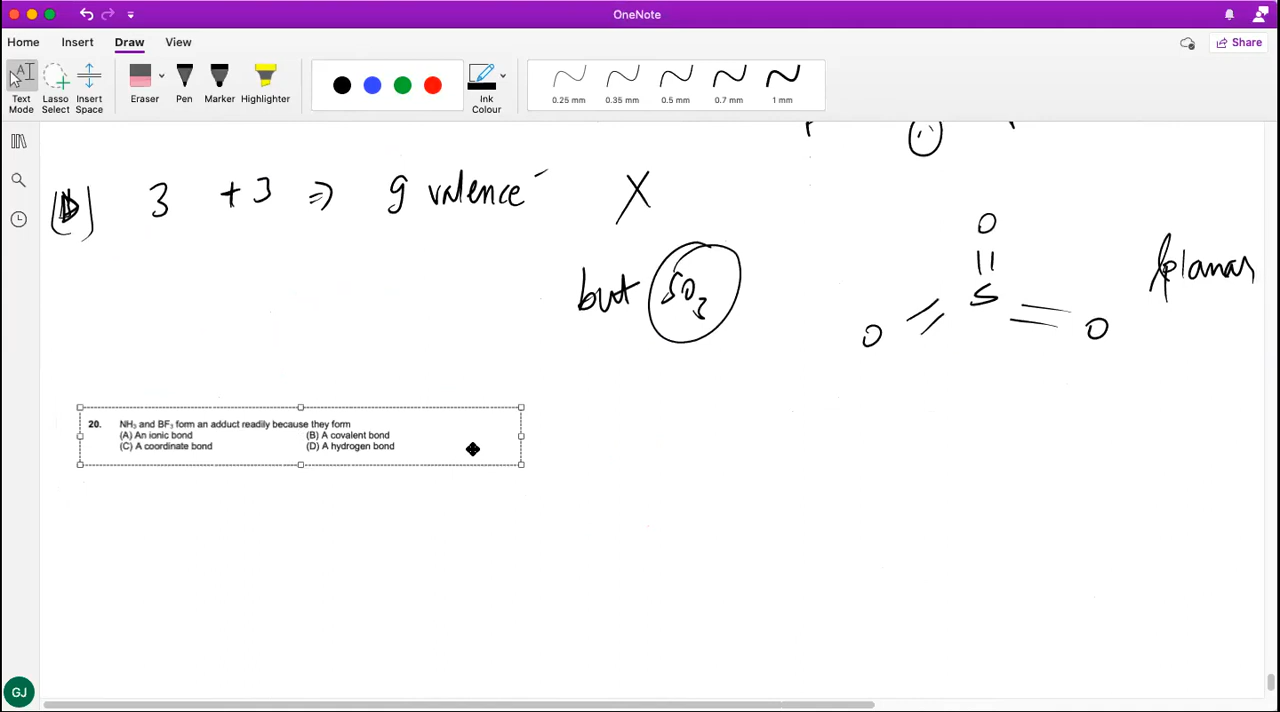 OneNote
Home Insert Draw View
Share
Text Mode
Lasso Select
Insert Space
Eraser
Pen
Marker
Highlighter
Ink Colour
0.25 mm 0.35 mm 0.5 mm 0.7 mm 1 mm
3 +3 ⇒ 9 valence X
but SO₃
O
S
O O
planar
20. NH₃ and BF₃ form an adduct readily because they form
(A) An ionic bond (B) A covalent bond
(C) A coordinate bond (D) A hydrogen bond
GJ